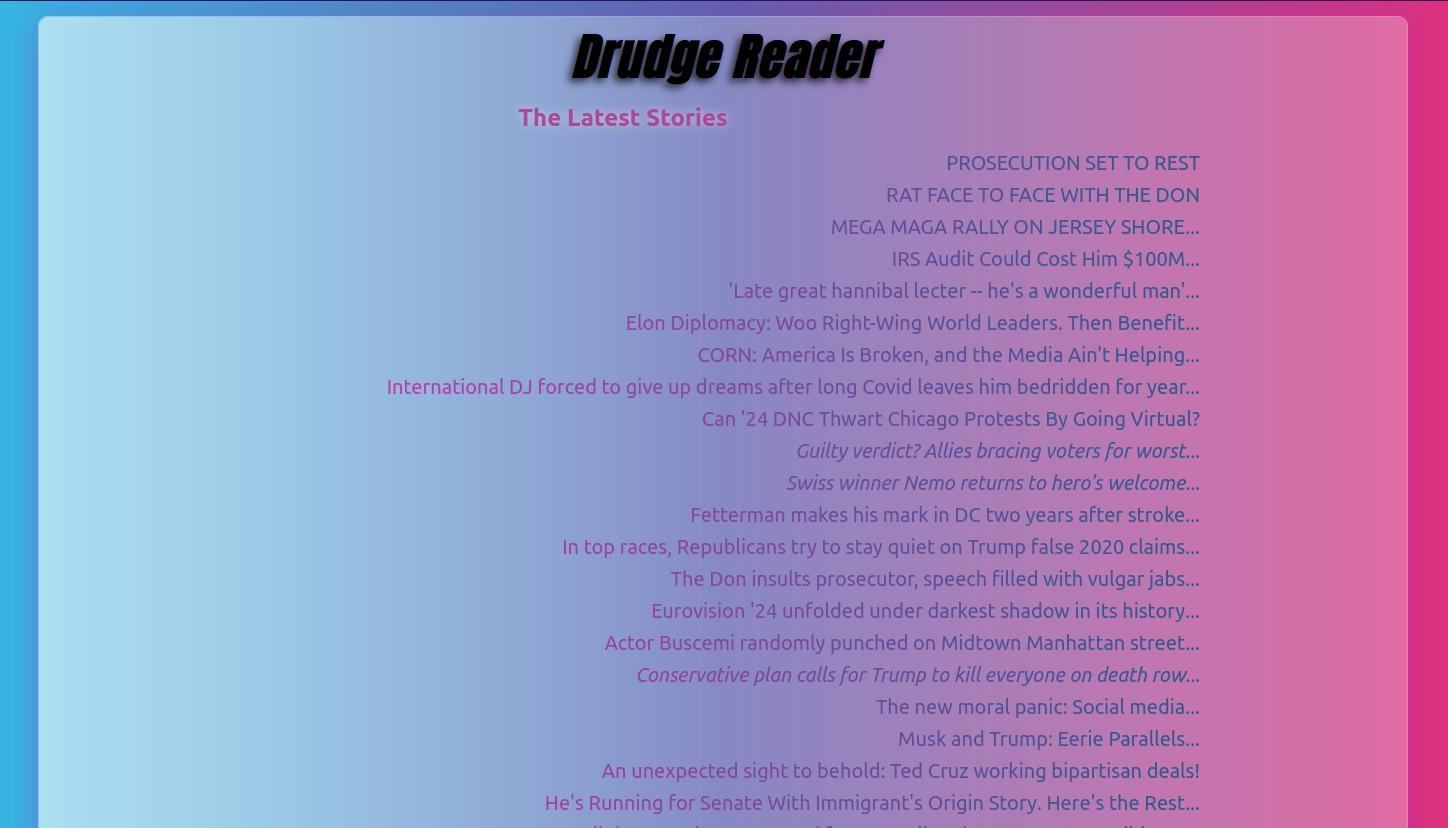 Drudge Reader
The Latest Stories
PROSECUTION SET TO REST
RAT FACE TO FACE WITH THE DON
MEGA MAGA RALLY ON JERSEY SHORE...
IRS Audit Could Cost Him $100M...
'Late great hannibal lecter -- he's a wonderful man'...
Elon Diplomacy: Woo Right-Wing World Leaders. Then Benefit...
CORN: America Is Broken, and the Media Ain't Helping...
International DJ forced to give up dreams after long Covid leaves him bedridden for year...
Can '24 DNC Thwart Chicago Protests By Going Virtual?
Guilty verdict? Allies bracing voters for worst...
Swiss winner Nemo returns to hero's welcome...
Fetterman makes his mark in DC two years after stroke...
In top races, Republicans try to stay quiet on Trump false 2020 claims...
The Don insults prosecutor, speech filled with vulgar jabs...
Eurovision '24 unfolded under darkest shadow in its history...
Actor Buscemi randomly punched on Midtown Manhattan street...
Conservative plan calls for Trump to kill everyone on death row...
The new moral panic: Social media...
Musk and Trump: Eerie Parallels...
An unexpected sight to behold: Ted Cruz working bipartisan deals!
He's Running for Senate With Immigrant's Origin Story. Here's the Rest...